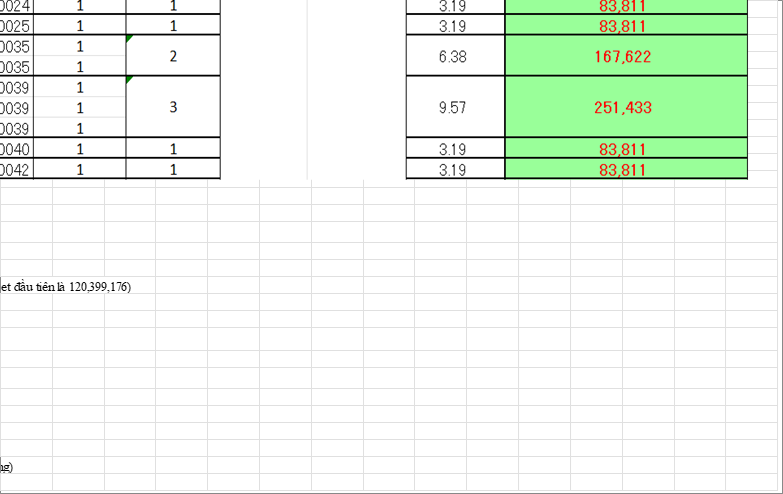 0024 1 1 3.19 83,811
0025 1 1 3.19 83,811
0035 1 2 6.38 167,622
0035 1
0039 1
0039 1 3 9.57 251,433
0039 1
0040 1 1 3.19 83,811
0042 1 1 3.19 83,811
et đầu tiên là 120,399,176)
ng)